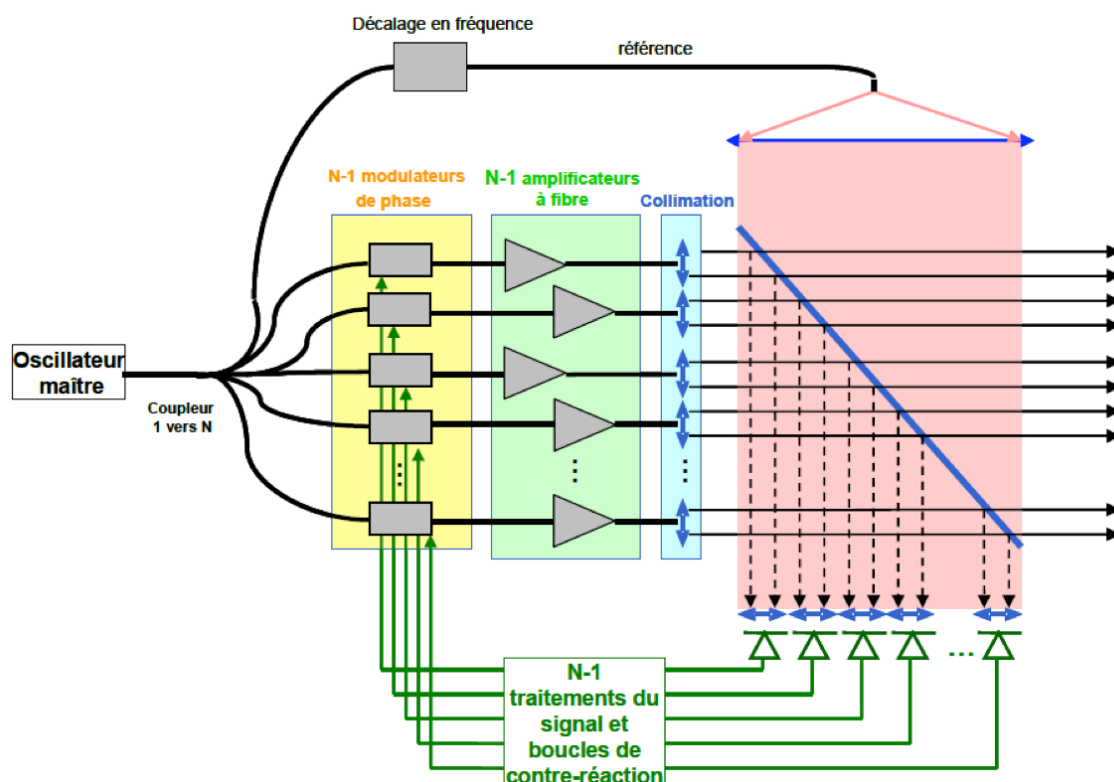 Décalage en fréquence
référence
N-1 modulateurs
de phase
N-1 amplificateurs
à fibre
Collimation
Oscillateur
maître
Coupleur
1 vers N
N-1
traitements du
signal et
boucles de
contre-réaction